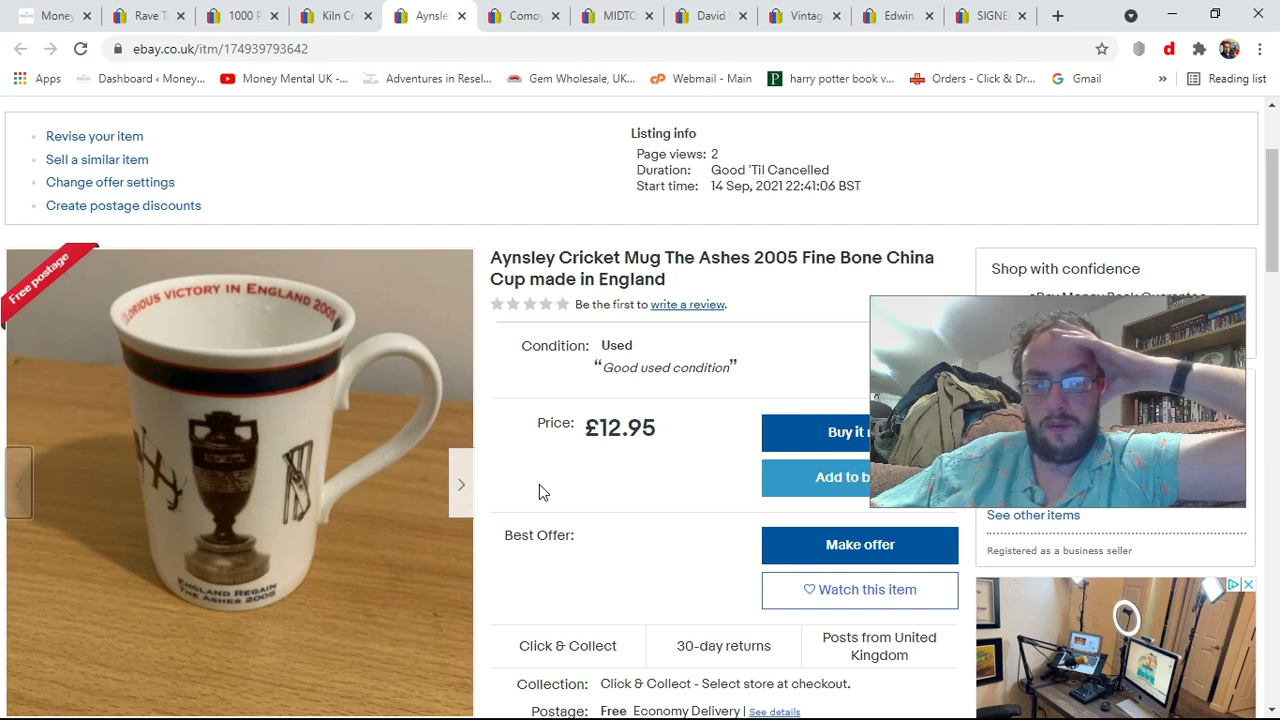 Money
Rave T
1000 P
Kiln Cr
Aynsle
Comoy
MIDTO
David
Vintag
Edwin
SIGNE
ebay.co.uk/itm/174939793642
Apps
Dashboard ‹ Money...
Money Mental UK -...
Adventures in Resel...
Gem Wholesale, UK...
Webmail - Main
harry potter book v...
Orders - Click & Dr...
Gmail
»
Reading list
Revise your item
Sell a similar item
Change offer settings
Create postage discounts
Listing info
Page views: 2
Duration: Good 'Til Cancelled
Start time: 14 Sep, 2021 22:41:06 BST
Free postage
GLORIOUS VICTORY IN ENGLAND 2005
ENGLAND REGAIN
THE ASHES 2005
Aynsley Cricket Mug The Ashes 2005 Fine Bone China
Cup made in England
Be the first to write a review.
Condition: Used
“Good used condition”
Price: £12.95
Buy it
Add to b
Best Offer:
Make offer
Watch this item
Click & Collect
30-day returns
Posts from United
Kingdom
Collection: Click & Collect - Select store at checkout.
Postage: Free Economy Delivery | See details
Shop with confidence
eBay Money Back Guarantee
See other items
Registered as a business seller